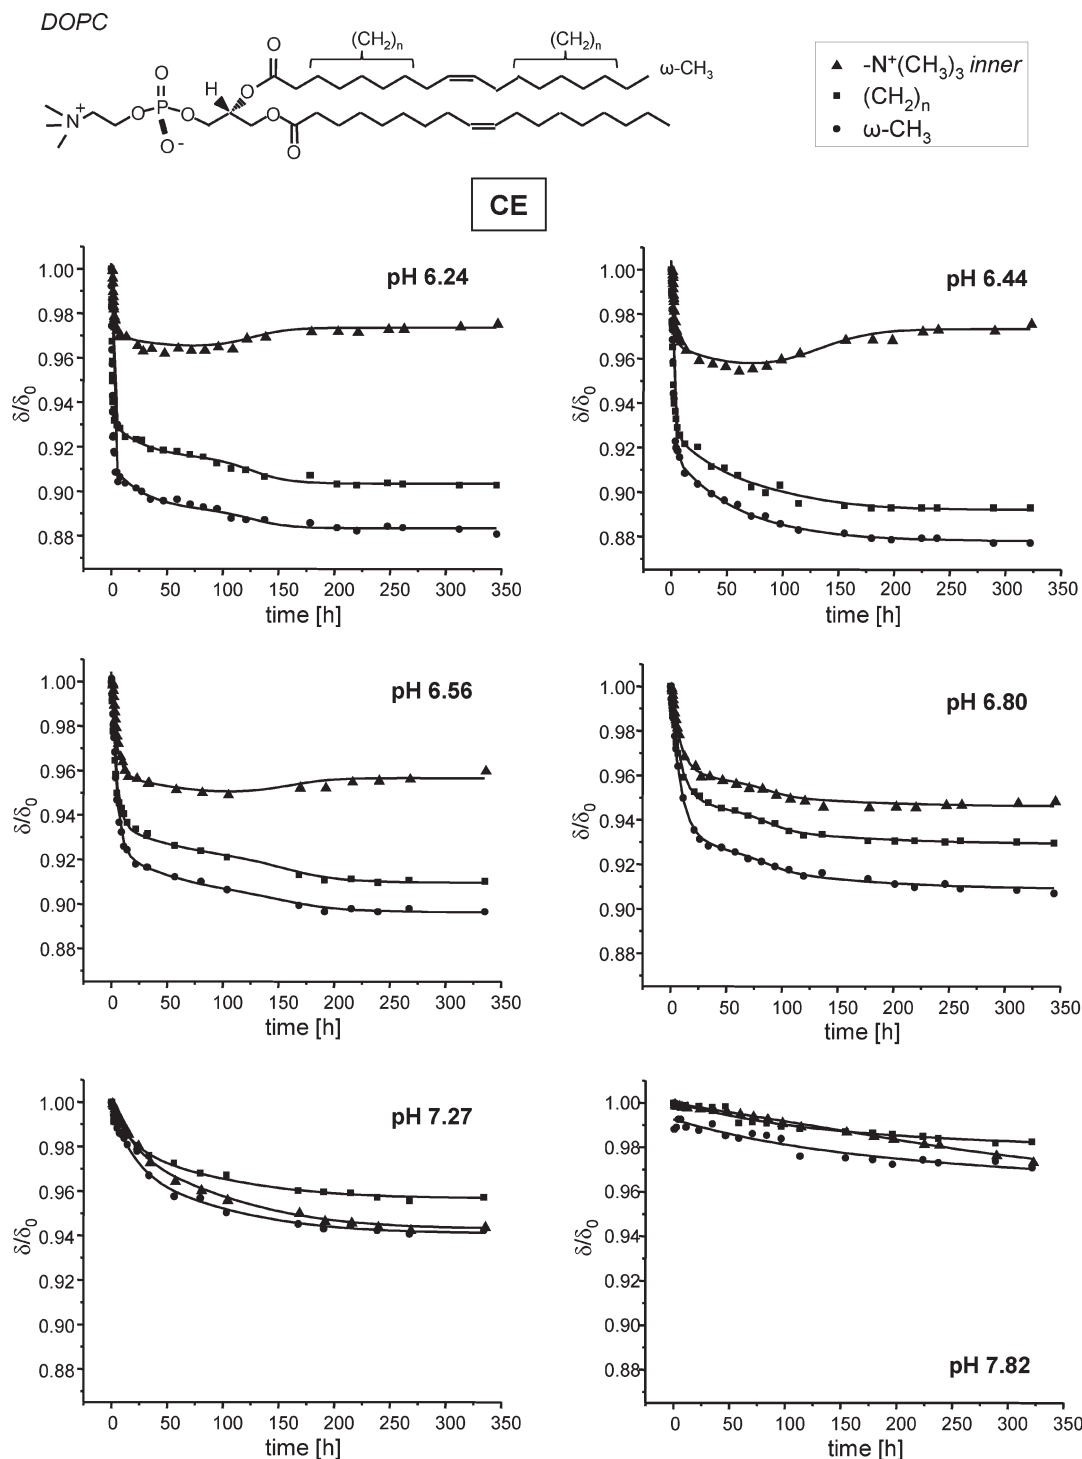 DOPC
(CH₂)ₙ
(CH₂)ₙ
ω-CH₃
O
O
O
H
O
N⁺
O
P
O
O
O⁻
O
-N⁺(CH₃)₃ inner
(CH₂)ₙ
ω-CH₃
CE
pH 6.24
1.00
0.98
0.96
0.94
0.92
0.90
0.88
δ/δ₀
0 50 100 150 200 250 300 350
time [h]
pH 6.44
1.00
0.98
0.96
0.94
0.92
0.90
0.88
δ/δ₀
0 50 100 150 200 250 300 350
time [h]
pH 6.56
1.00
0.98
0.96
0.94
0.92
0.90
0.88
δ/δ₀
0 50 100 150 200 250 300 350
time [h]
pH 6.80
1.00
0.98
0.96
0.94
0.92
0.90
0.88
δ/δ₀
0 50 100 150 200 250 300 350
time [h]
pH 7.27
1.00
0.98
0.96
0.94
0.92
0.90
0.88
δ/δ₀
0 50 100 150 200 250 300 350
time [h]
pH 7.82
1.00
0.98
0.96
0.94
0.92
0.90
0.88
δ/δ₀
0 50 100 150 200 250 300 350
time [h]